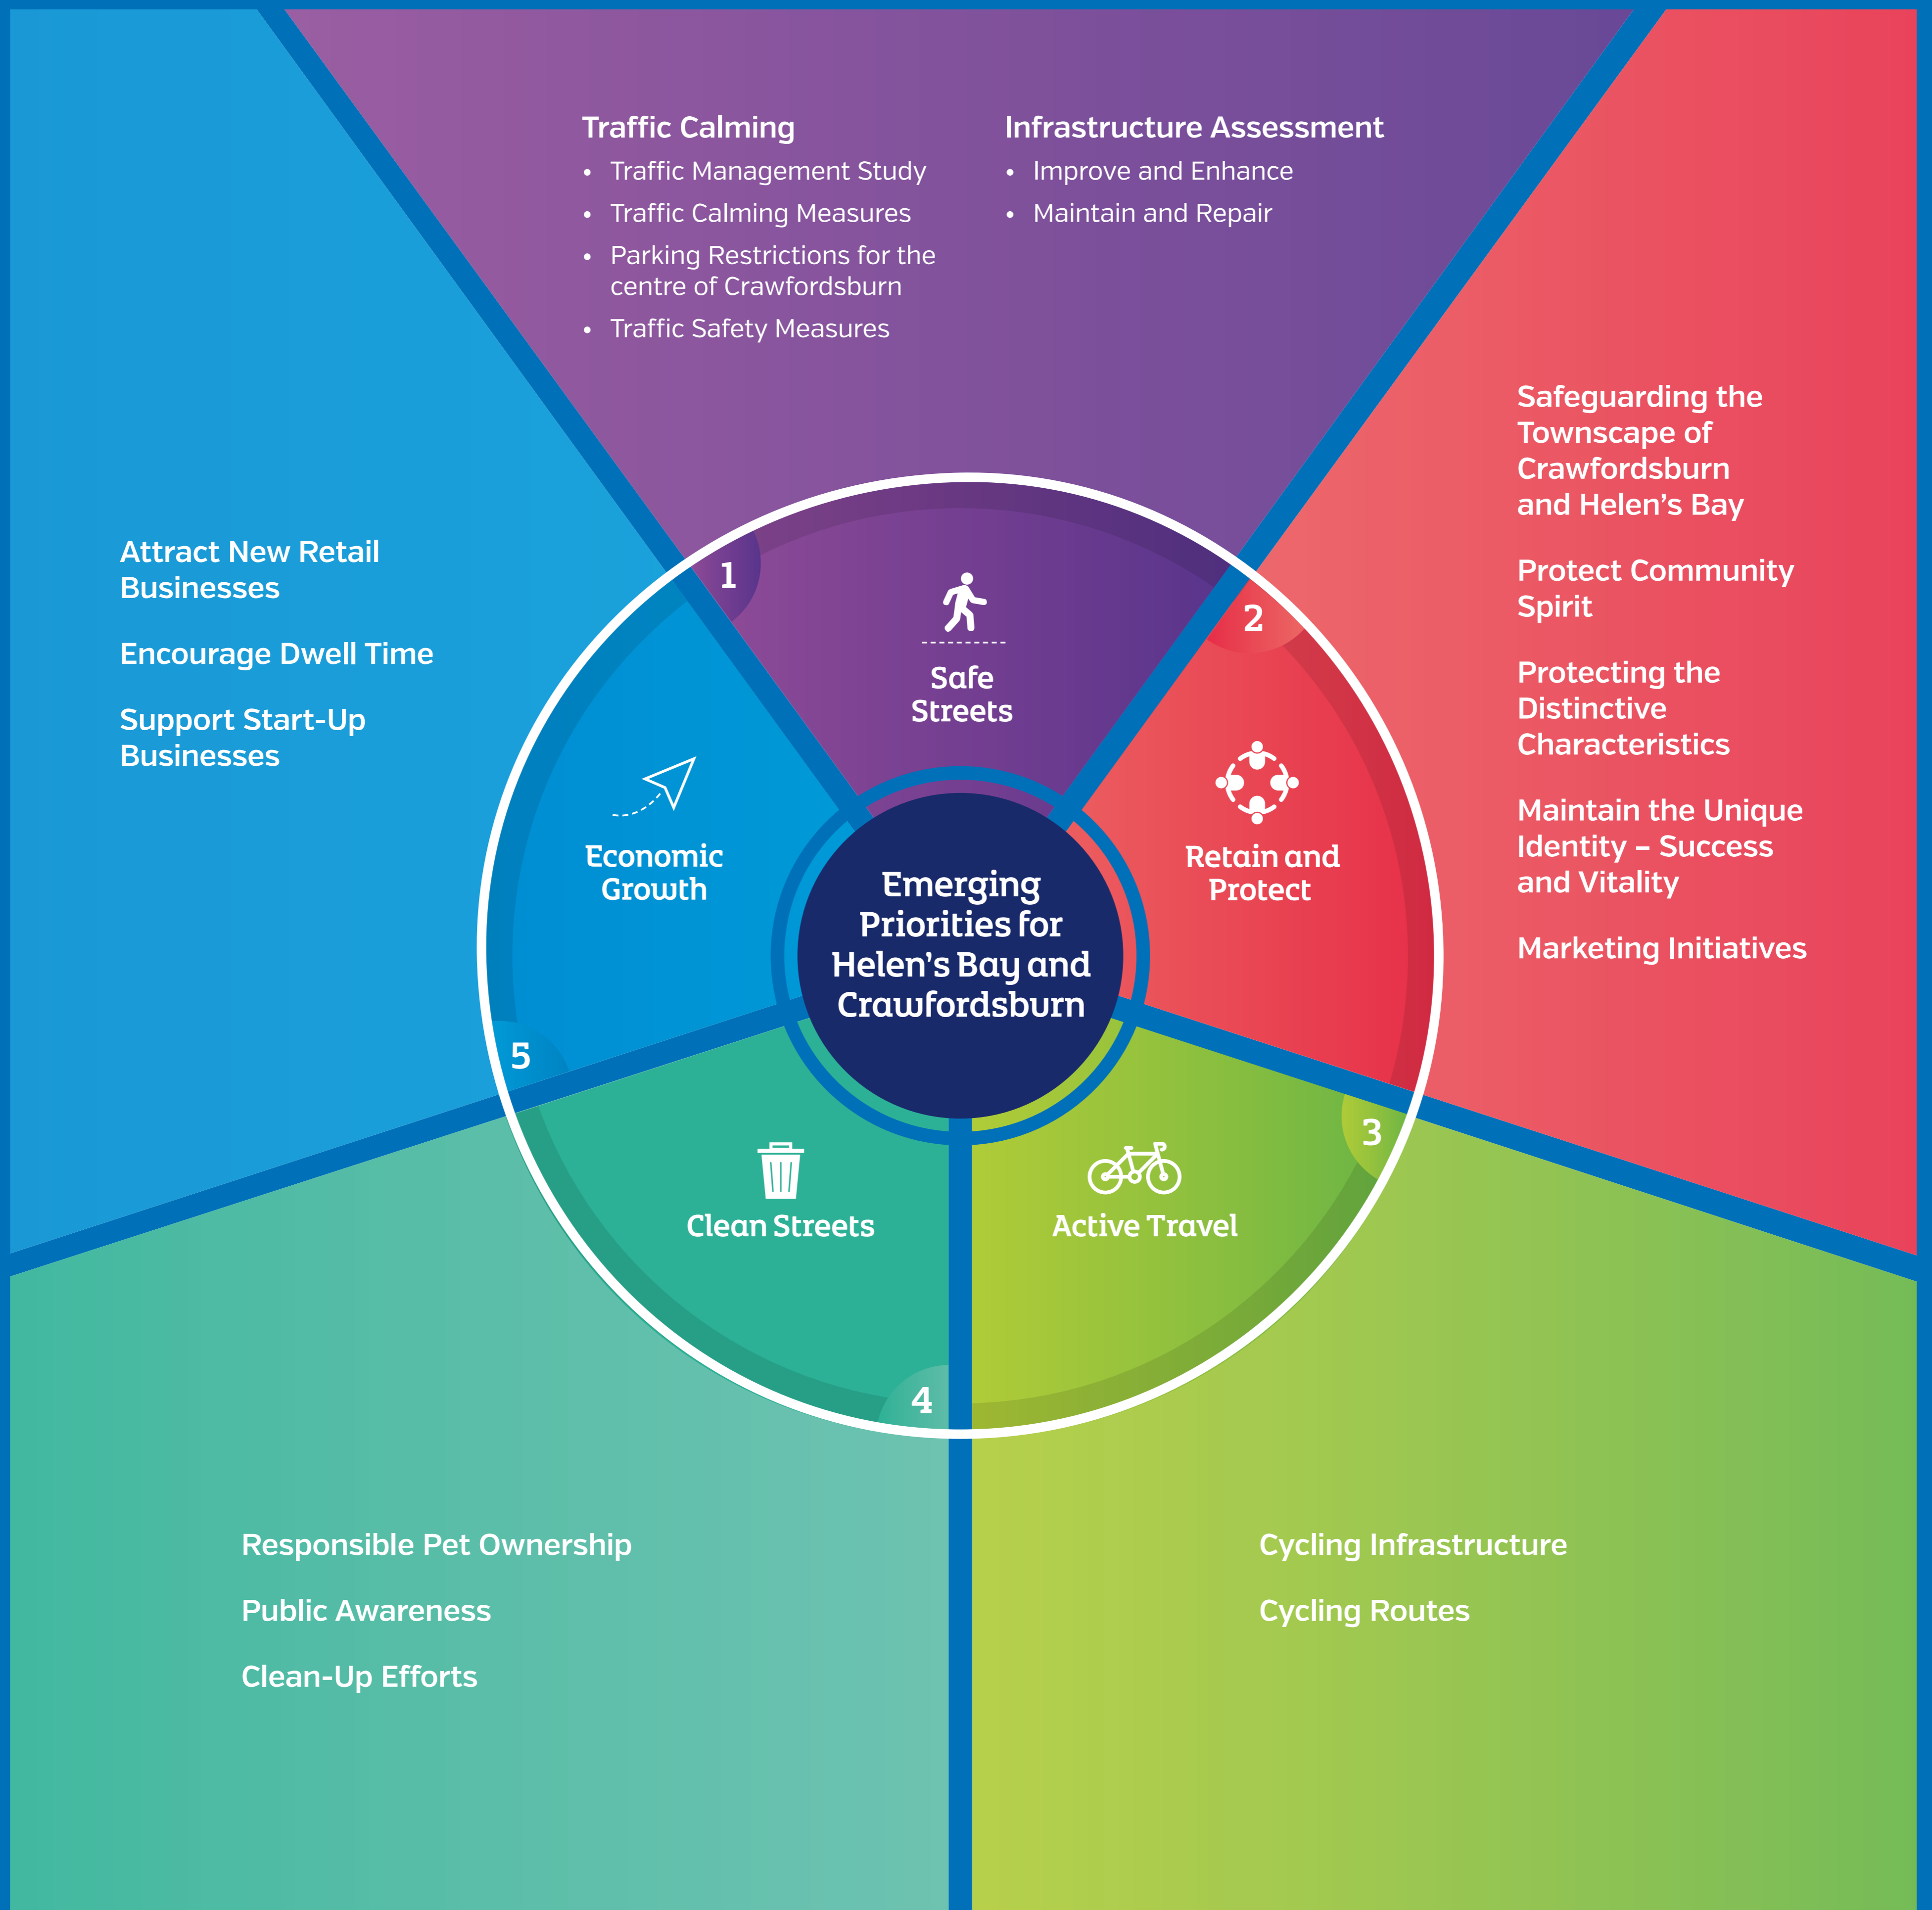 Traffic Calming
• Traffic Management Study
• Traffic Calming Measures
• Parking Restrictions for the
centre of Crawfordsburn
• Traffic Safety Measures
Infrastructure Assessment
• Improve and Enhance
• Maintain and Repair
Safeguarding the
Townscape of
Crawfordsburn
and Helen’s Bay
Protect Community
Spirit
Protecting the
Distinctive
Characteristics
Maintain the Unique
Identity – Success
and Vitality
Marketing Initiatives
Attract New Retail
Businesses
Encourage Dwell Time
Support Start-Up
Businesses
1
Safe
Streets
2
Retain and
Protect
Economic
Growth
5
Emerging
Priorities for
Helen’s Bay and
Crawfordsburn
3
Active Travel
Clean Streets
4
Responsible Pet Ownership
Public Awareness
Clean-Up Efforts
Cycling Infrastructure
Cycling Routes